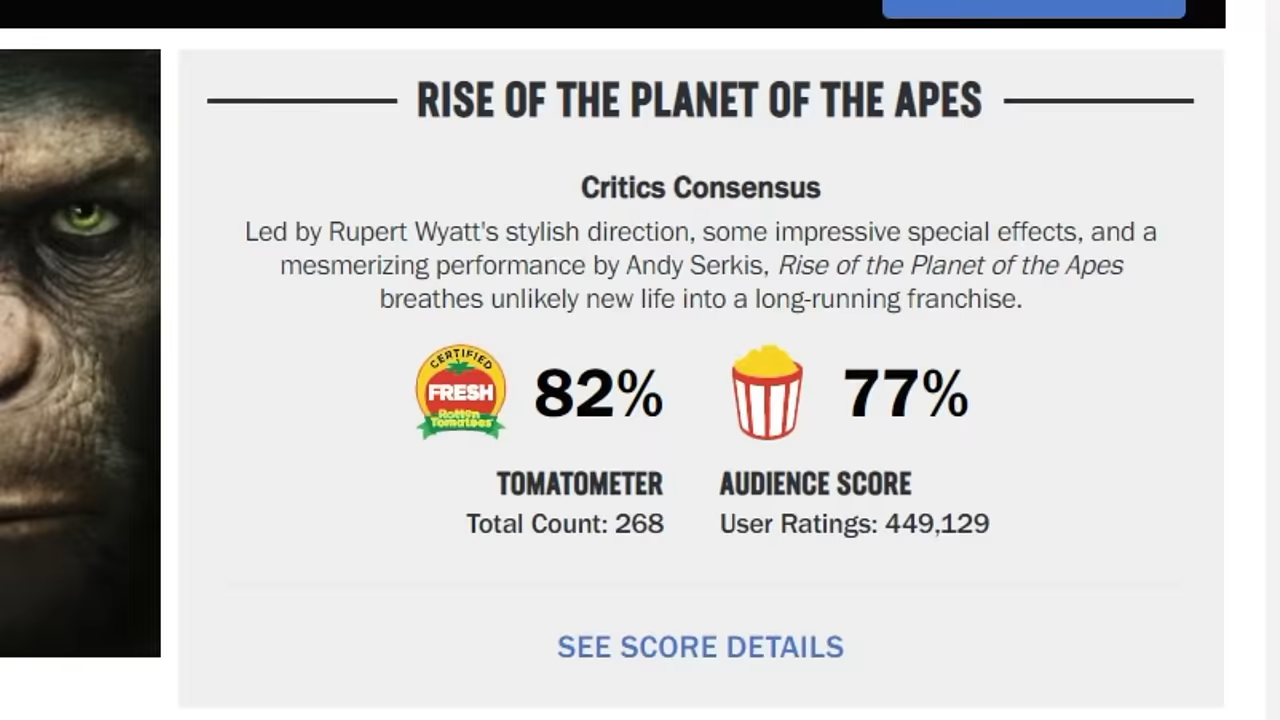 RISE OF THE PLANET OF THE APES
Critics Consensus
Led by Rupert Wyatt's stylish direction, some impressive special effects, and a
mesmerizing performance by Andy Serkis, Rise of the Planet of the Apes
breathes unlikely new life into a long-running franchise.
CERTIFIED
FRESH
Rotten
Tomatoes
82%
77%
TOMATOMETER
AUDIENCE SCORE
Total Count: 268
User Ratings: 449,129
SEE SCORE DETAILS